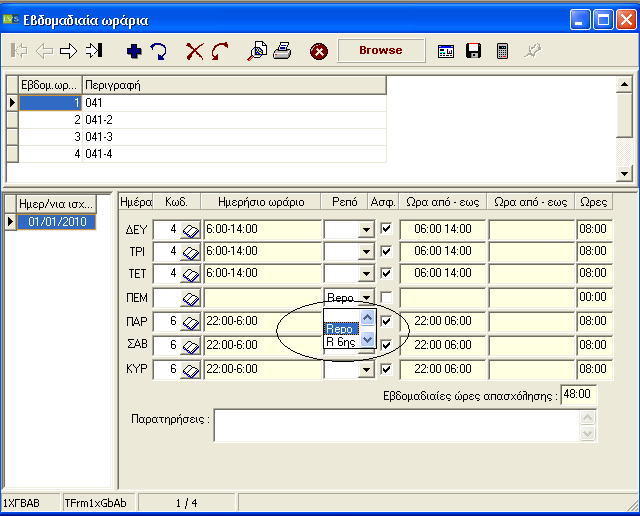 LVS Εβδομαδιαία ωράρια
Browse
Εβδομ.ωρ... Περιγραφή
1 041
2 041-2
3 041-3
4 041-4
Ημερ/νια ισχ...
01/01/2010
Ημέρα Κωδ. Ημερήσιο ωράριο Ρεπό Ασφ. Ωρα από - εως Ωρα από - εως Ωρες
ΔΕΥ 4 6:00-14:00 06:00 14:00 08:00
ΤΡΙ 4 6:00-14:00 06:00 14:00 08:00
ΤΕΤ 4 6:00-14:00 06:00 14:00 08:00
ΠΕΜ Repo 00:00
ΠΑΡ 6 22:00-6:00 22:00 06:00 08:00
Repo
R 6ης
ΣΑΒ 6 22:00-6:00 22:00 06:00 08:00
ΚΥΡ 6 22:00-6:00 22:00 06:00 08:00
Εβδομαδιαίες ώρες απασχόλησης : 48:00
Παρατηρήσεις :
1ΧΓΒΑΒ TFrm1xGbAb 1 / 4